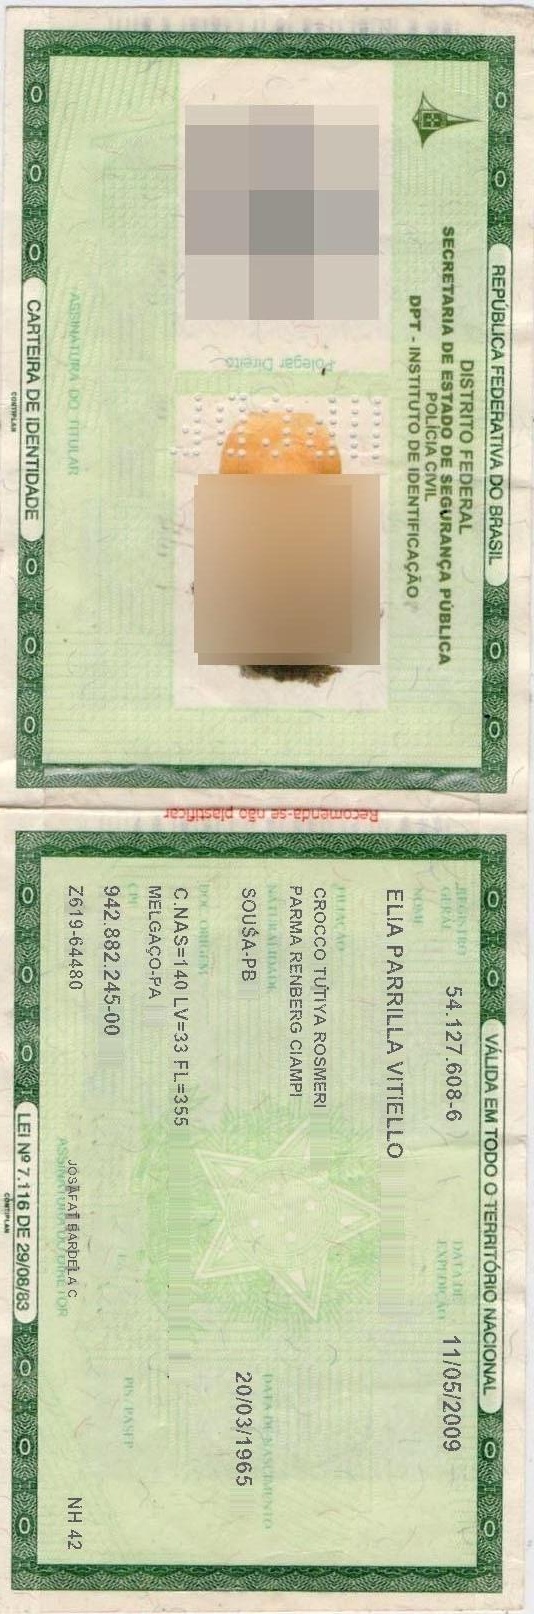 REPÚBLICA FEDERATIVA DO BRASIL
DISTRITO FEDERAL
SECRETARIA DE ESTADO DE SEGURANÇA PÚBLICA
POLÍCIA CIVIL
DPT - INSTITUTO DE IDENTIFICAÇÃO
Polegar Direito
ASSINATURA DO TITULAR
CARTEIRA DE IDENTIDADE
CONTIPLAN
Recomenda-se não plastificar
VÁLIDA EM TODO O TERRITÓRIO NACIONAL
REGISTRO GERAL 54.127.608-6 DATA DE EXPEDIÇÃO 11/05/2009
NOME
ELIA PARRILLA VITIELLO
FILIAÇÃO
CROCCO TUTIYA ROSMERI
PARMA RENBERG CIAMPI
NATURALIDADE DATA DE NASCIMENTO
SOUSA-PB 20/03/1965
DOC. ORIGEM
C.NAS=140 LV=33 FL=355
MELGAÇO-PA
CPF PIS/PASEP
942.882.245-00
Z619-64480 JOSAFAT BARDELA C NH 42
ASSINATURA DO DIRETOR
LEI Nº 7.116 DE 29/08/83
CONTIPLAN